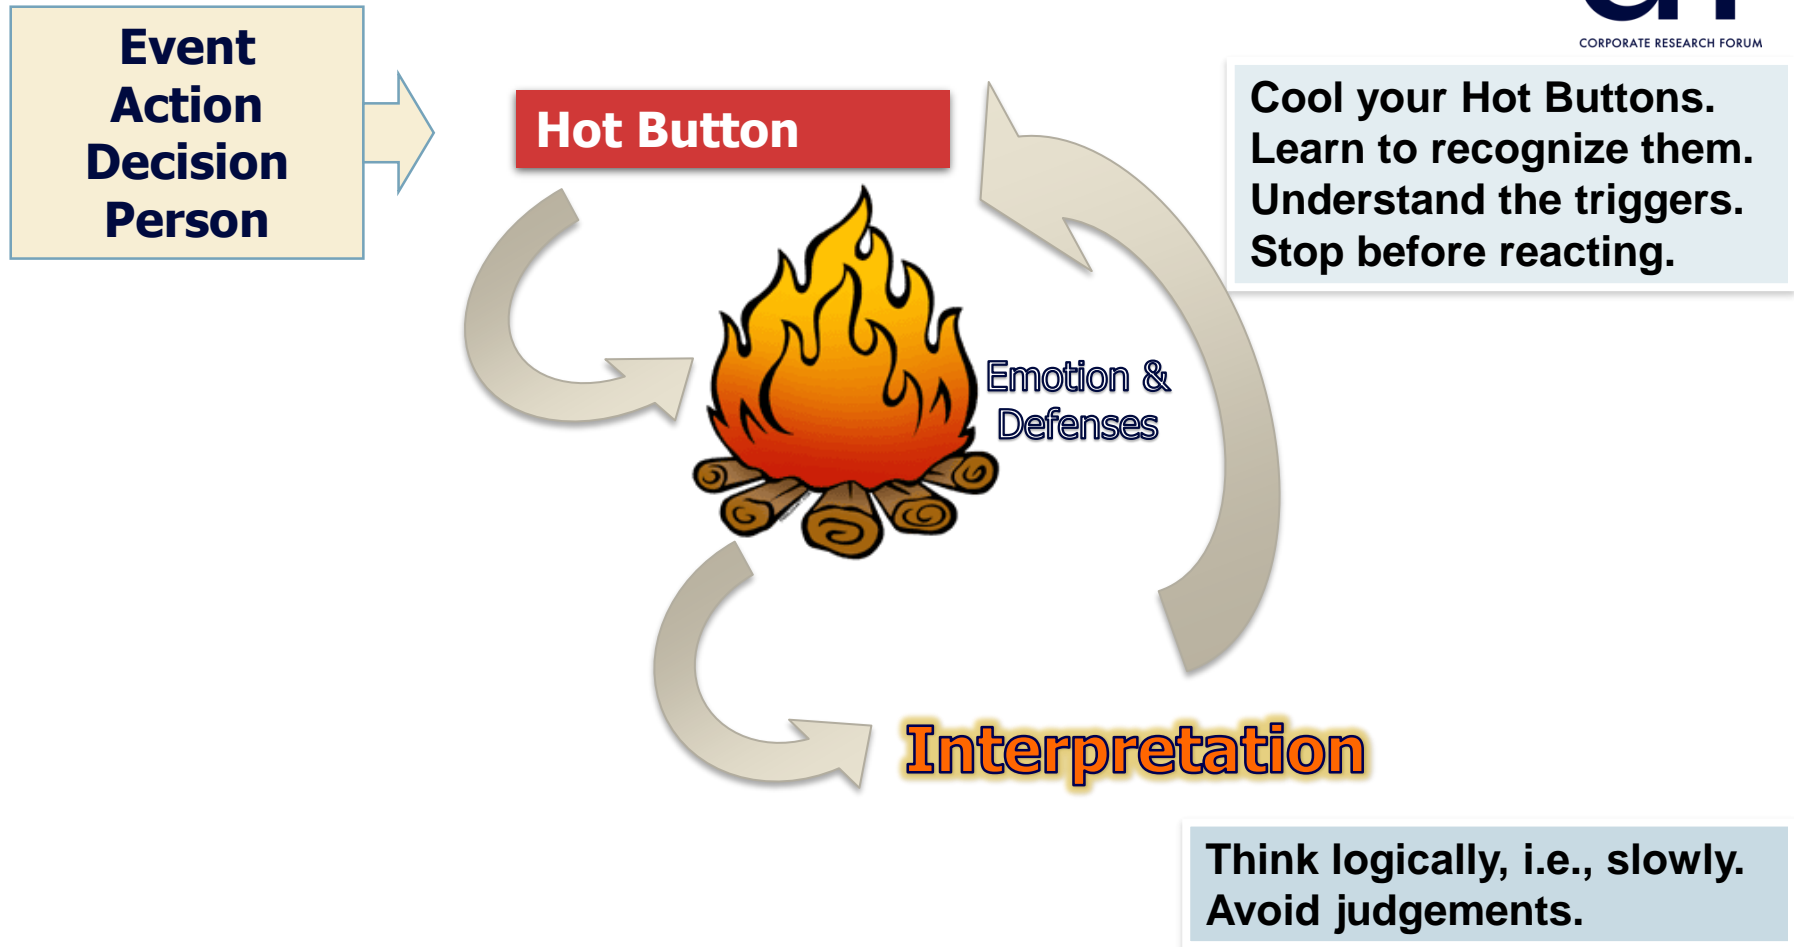 Event
Action
Decision
Person
Hot Button
CORPORATE RESEARCH FORUM
Cool your Hot Buttons.
Learn to recognize them.
Understand the triggers.
Stop before reacting.
Emotion &
Defenses
Interpretation
Think logically, i.e., slowly.
Avoid judgements.